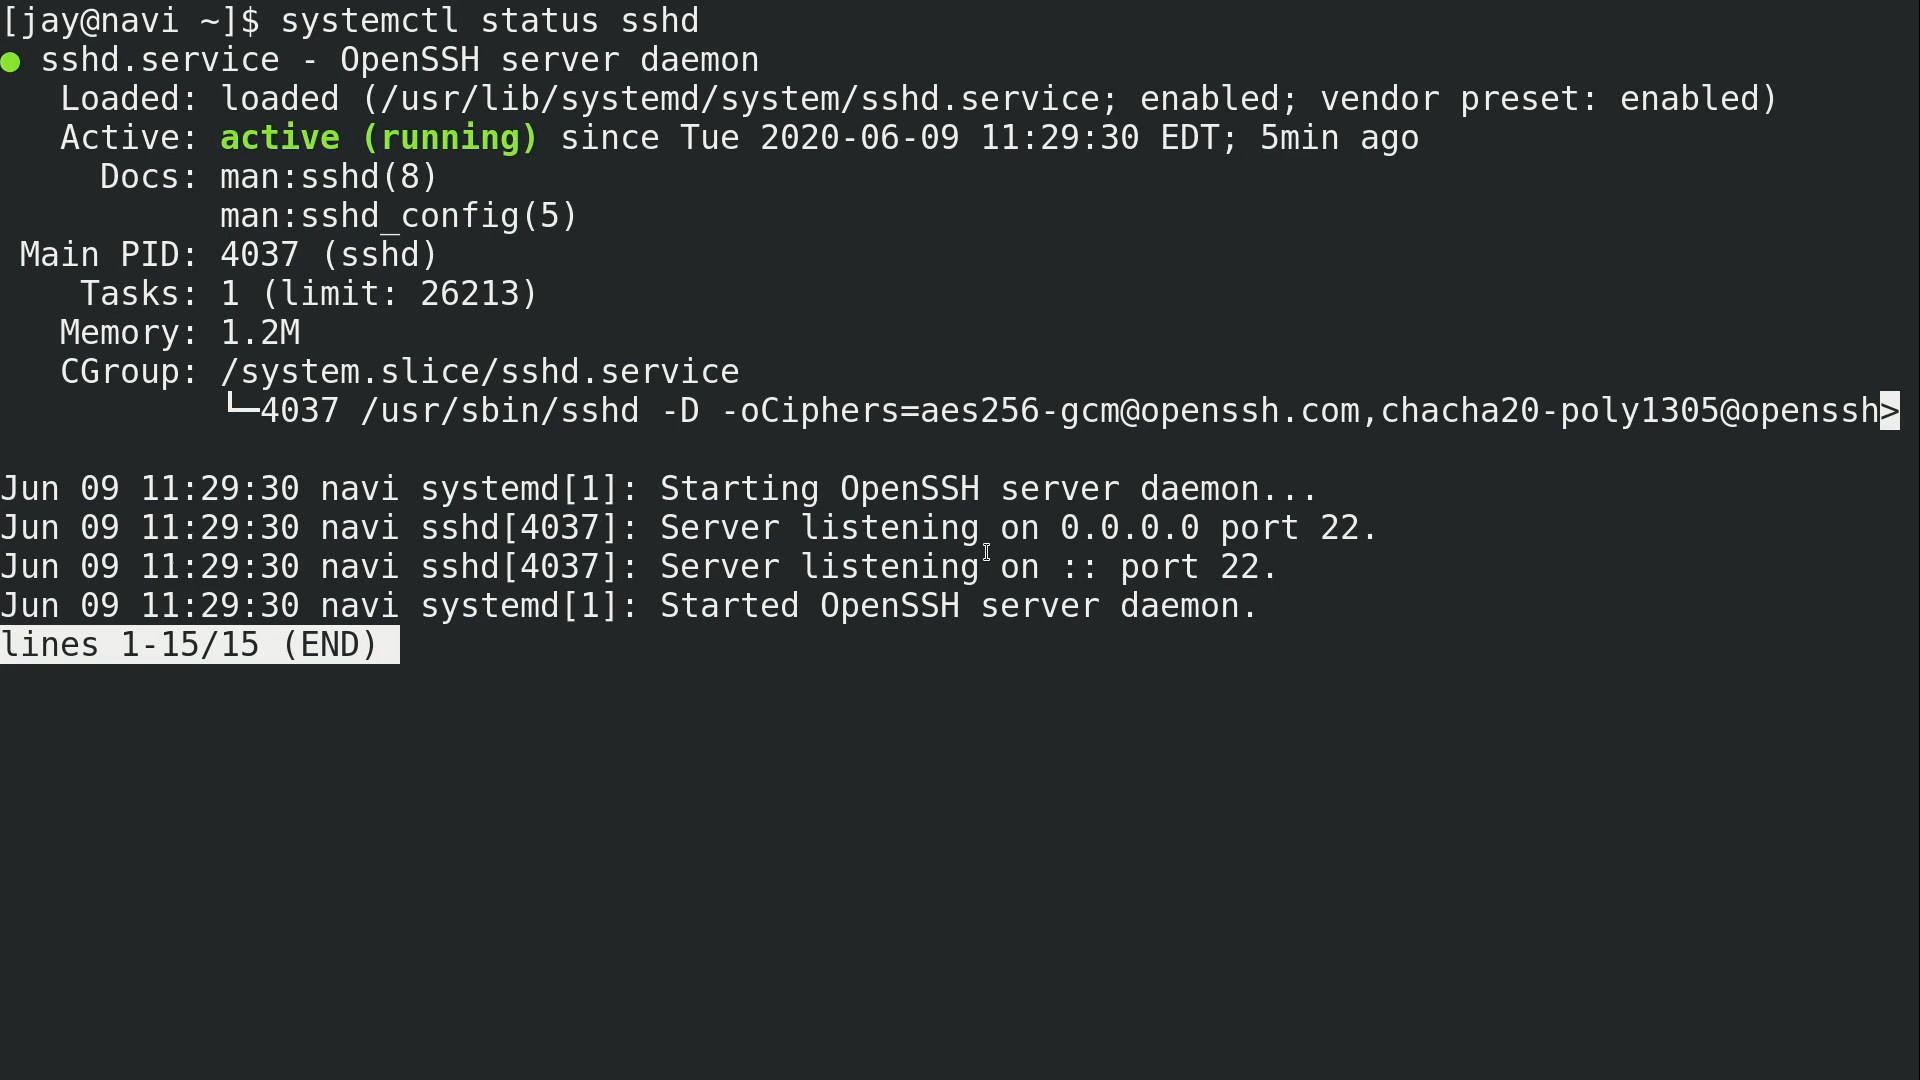 [jay@navi ~]$ systemctl status sshd
● sshd.service - OpenSSH server daemon
   Loaded: loaded (/usr/lib/systemd/system/sshd.service; enabled; vendor preset: enabled)
   Active: active (running) since Tue 2020-06-09 11:29:30 EDT; 5min ago
     Docs: man:sshd(8)
           man:sshd_config(5)
 Main PID: 4037 (sshd)
    Tasks: 1 (limit: 26213)
   Memory: 1.2M
   CGroup: /system.slice/sshd.service
           └─4037 /usr/sbin/sshd -D -oCiphers=aes256-gcm@openssh.com,chacha20-poly1305@openssh>

Jun 09 11:29:30 navi systemd[1]: Starting OpenSSH server daemon...
Jun 09 11:29:30 navi sshd[4037]: Server listening on 0.0.0.0 port 22.
Jun 09 11:29:30 navi sshd[4037]: Server listening on :: port 22.
Jun 09 11:29:30 navi systemd[1]: Started OpenSSH server daemon.
lines 1-15/15 (END)